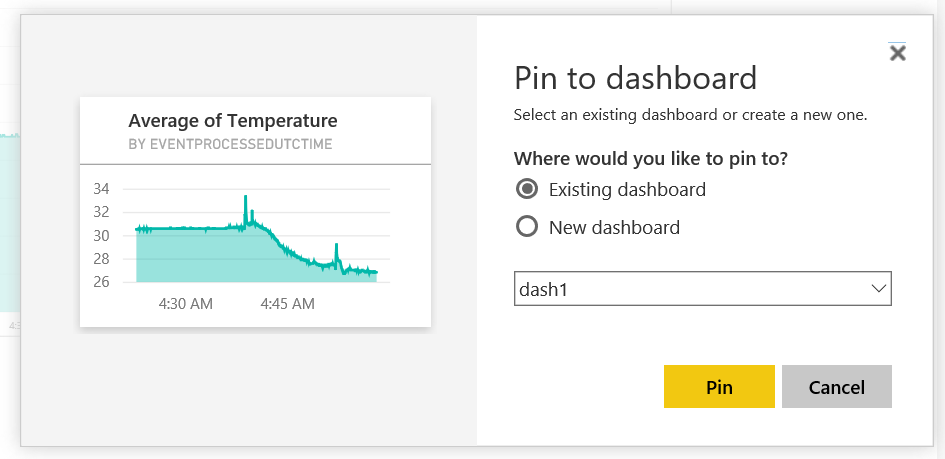 Average of Temperature
BY EVENTPROCESSEDUTCTIME
34
32
30
28
26
4:30 AM
4:45 AM
Pin to dashboard
Select an existing dashboard or create a new one.
Where would you like to pin to?
Existing dashboard
New dashboard
dash1
Pin
Cancel